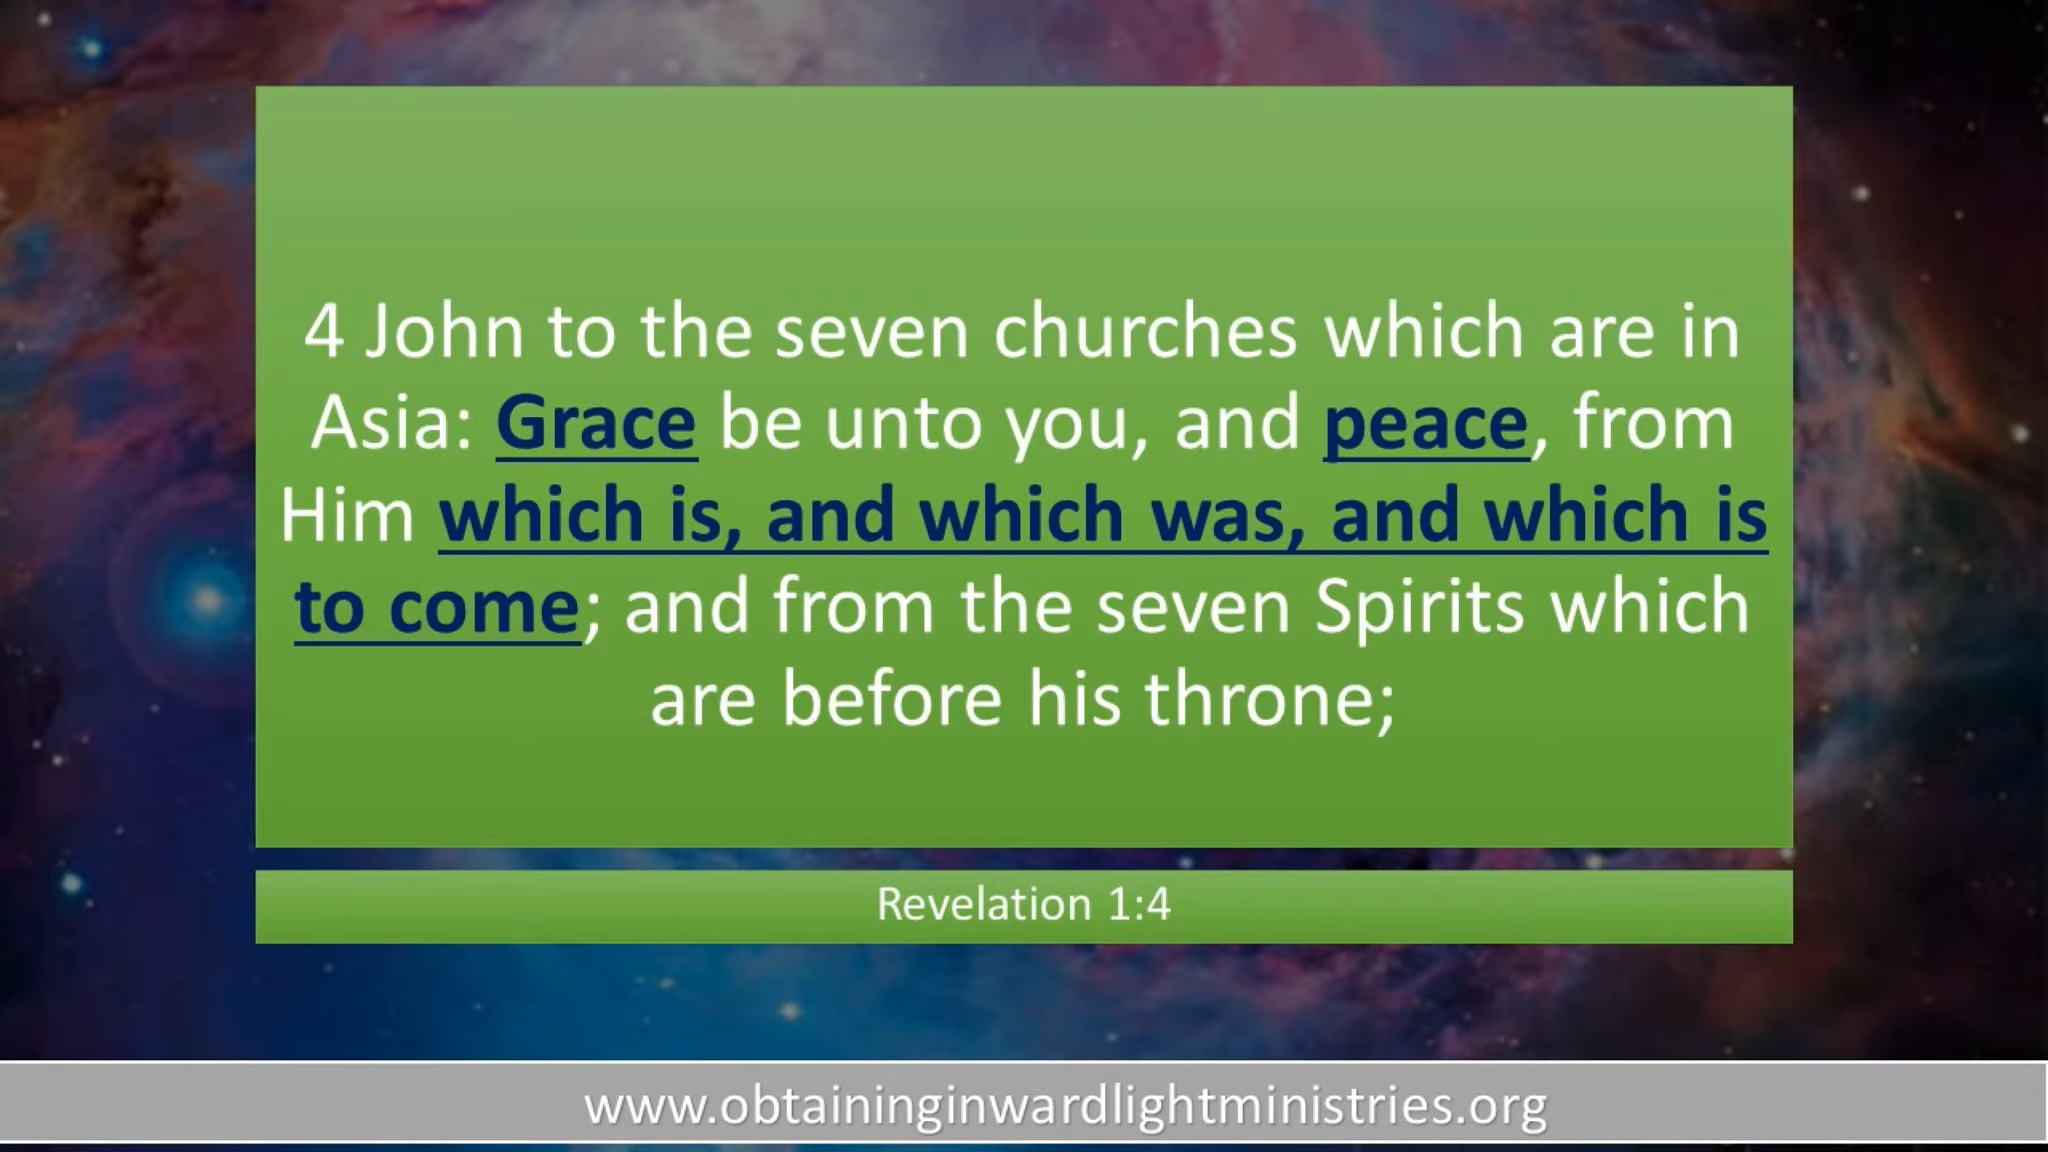 4 John to the seven churches which are in
Asia: Grace be unto you, and peace, from
Him which is, and which was, and which is
to come; and from the seven Spirits which
are before his throne;
Revelation 1:4
www.obtaininginwardlightministries.org